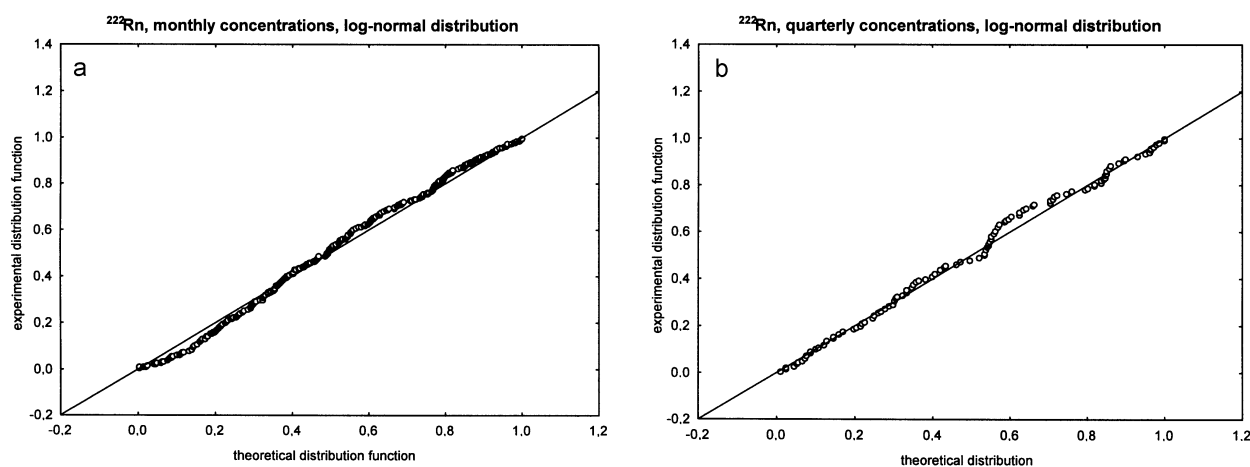 ²²²Rn, monthly concentrations, log-normal distribution
a
experimental distribution function
1.4
1.2
1.0
0.8
0.6
0,4
0,2
0,0
-0.2
-0.2 0,0 0,2 0,4 0,6 0,8 1.0 1.2
theoretical distribution function
²²²Rn, quarterly concentrations, log-normal distribution
b
experimental distribution function
1.4
1.2
1.0
0.8
0.6
0,4
0,2
0.0
-0.2
-0.2 0.0 0,2 0,4 0,6 0.8 1.0 1.2
theoretical distribution